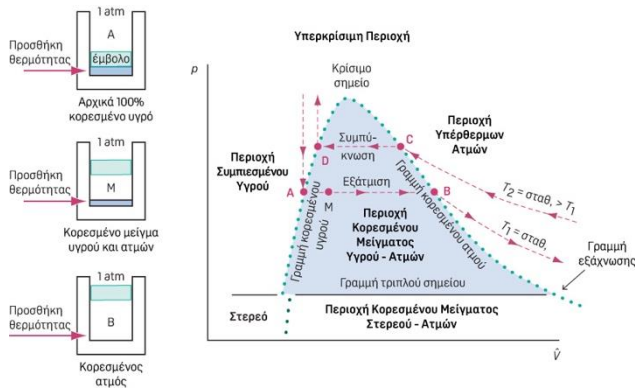 1 atm
A
Προσθήκη
θερμότητας
έμβολο
Αρχικά 100%
κορεσμένο υγρό
1 atm
Προσθήκη
θερμότητας
M
Κορεσμένο μείγμα
υγρού και ατμών
1 atm
Προσθήκη
θερμότητας
B
Κορεσμένος
ατμός
Υπερκρίσιμη Περιοχή
p
Κρίσιμο
σημείο
Περιοχή
Υπέρθερμων
Ατμών
Συμπύ-
κνωση
C
D
Περιοχή
Συμπιεσμένου
Υγρού
A
Εξάτμιση
M
B
T2 = σταθ, > T1
T1 = σταθ,
Γραμμή κορεσμένου
υγρού
Περιοχή
Κορεσμένου
Μείγματος
Υγρού - Ατμών
Γραμμή κορεσμένου ατμού
Γραμμή
εξάχνωσης
Γραμμή τριπλού σημείου
Στερεό
Περιοχή Κορεσμένου Μείγματος
Στερεού - Ατμών
V̂